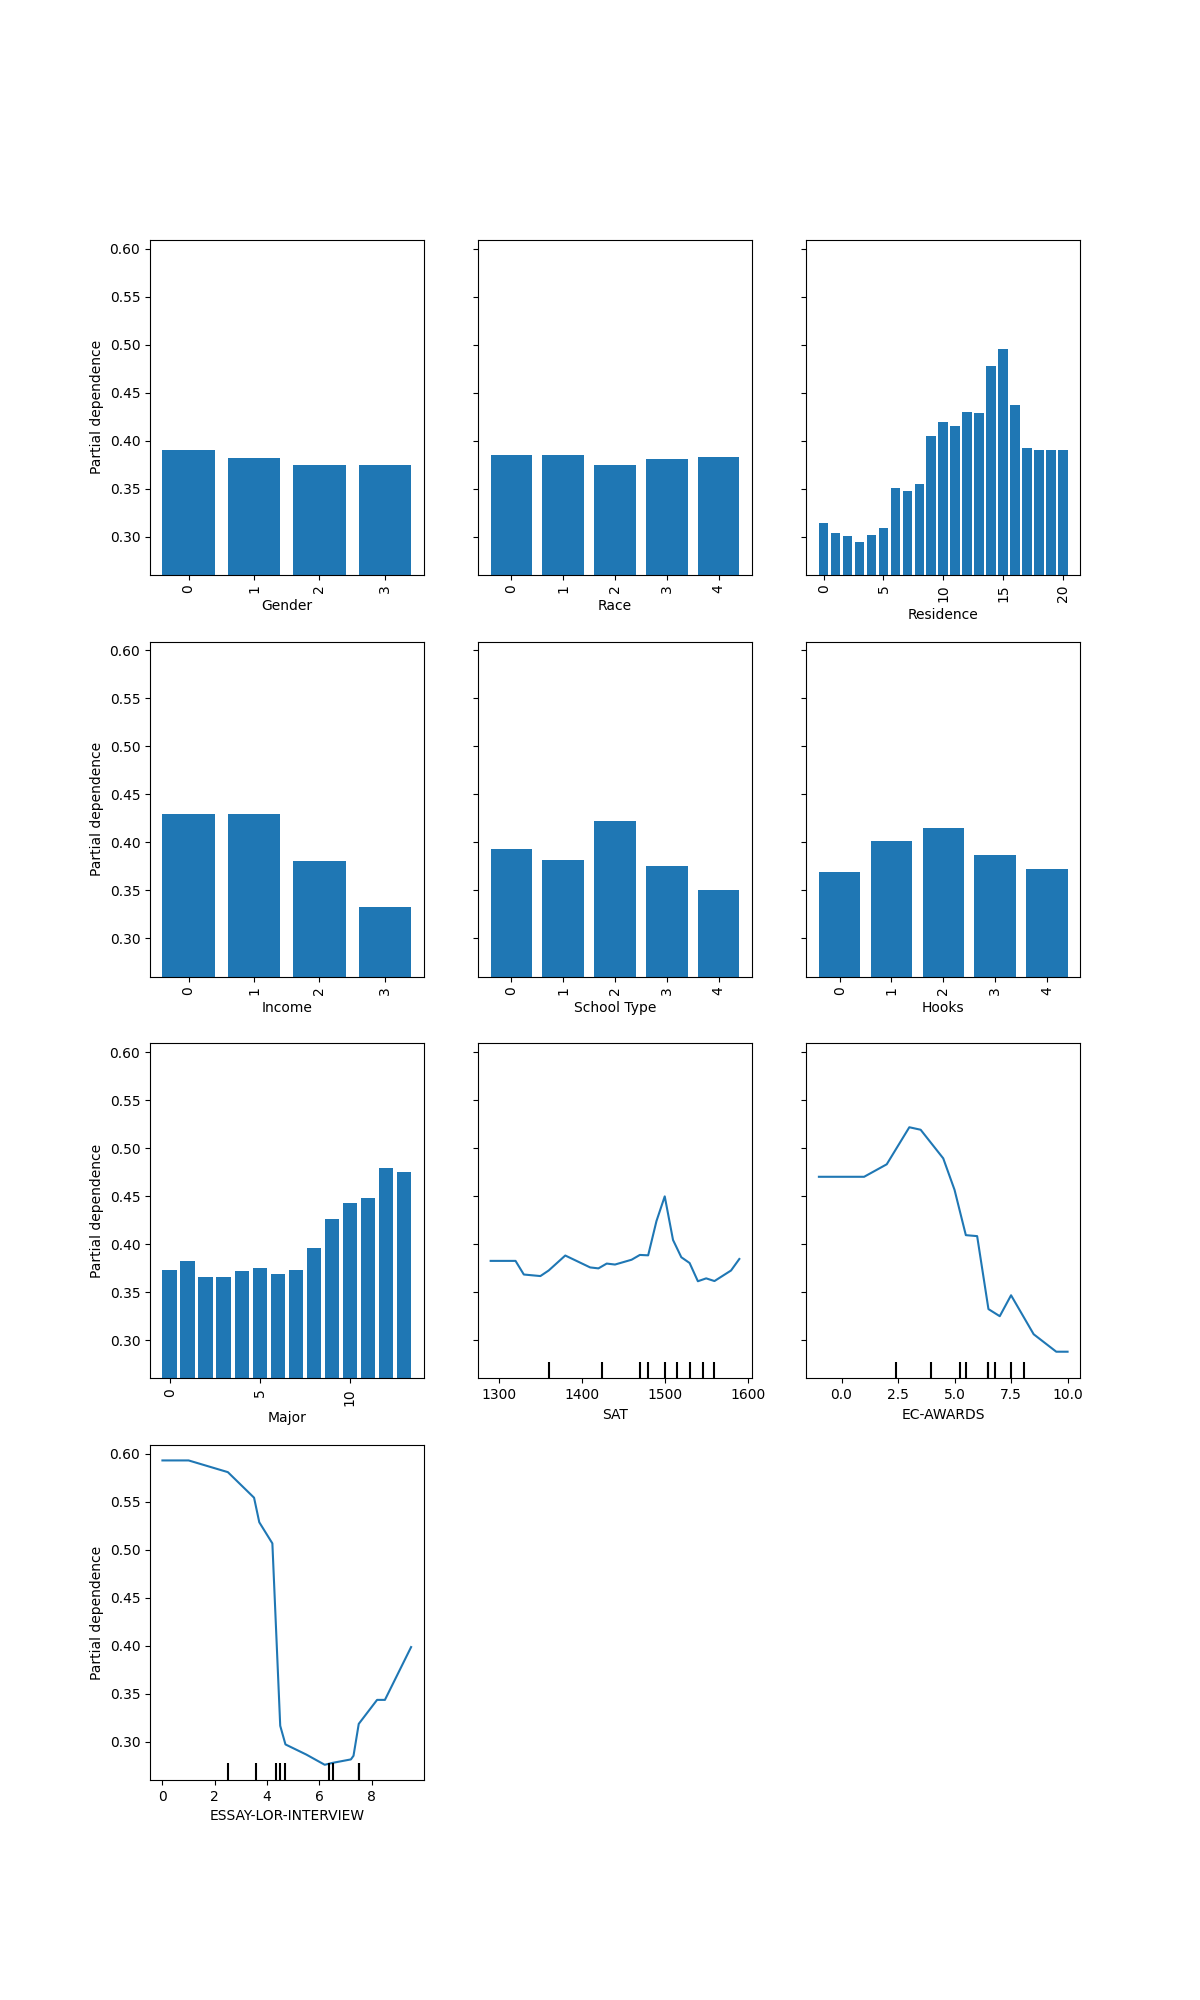 0.60
0.55
0.50
0.45
0.40
0.35
0.30
Partial dependence
0 1 2 3
Gender
0 1 2 3 4
Race
0 5 10 15 20
Residence
0.60
0.55
0.50
0.45
0.40
0.35
0.30
Partial dependence
0 1 2 3
Income
0 1 2 3 4
School Type
0 1 2 3 4
Hooks
0.60
0.55
0.50
0.45
0.40
0.35
0.30
Partial dependence
0 5 10
Major
1300 1400 1500 1600
SAT
0.0 2.5 5.0 7.5 10.0
EC-AWARDS
0.60
0.55
0.50
0.45
0.40
0.35
0.30
Partial dependence
0 2 4 6 8
ESSAY-LOR-INTERVIEW